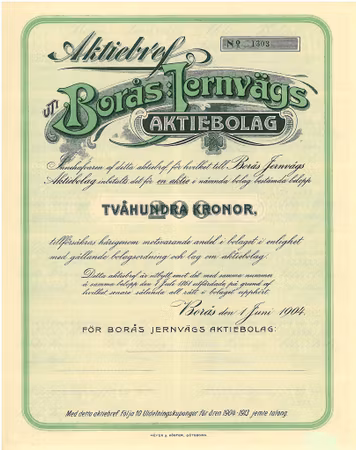 Aktiebref
No 1303
UTI
Borås Jernvägs
AKTIEBOLAG
Innehafvaren af detta aktiebref för hvilket till Borås Jernvägs
Aktiebolag inbetalts det för en aktie i nämnda bolag bestämda belopp
TVÅHUNDRA KRONOR,
tillförsäkras härigenom motsvarande andel i bolaget i enlighet
med gällande bolagsordning och lag om aktiebolag.
Detta aktiebref är utbytt mot det med samma nummer
å samma belopp den 1 Juli 1861 utfärdade på grund af
hvilket senare sålunda all rätt i bolaget upphört.
Borås den 1 Juni 1904.
FÖR BORÅS JERNVÄGS AKTIEBOLAG:
Med detta aktiebref följa 10 Utdelningskuponger för åren 1904-1913 jemte talong.
GÖTEBORG.